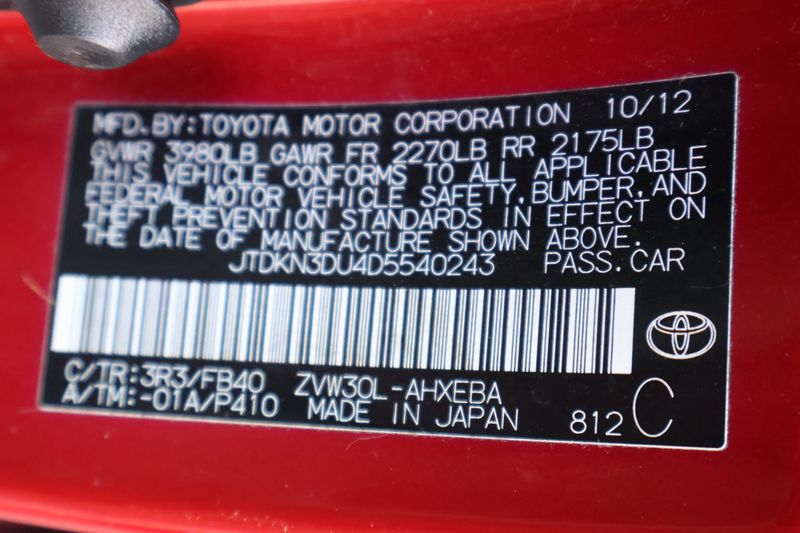 MFD.BY:TOYOTA MOTOR CORPORATION 10/12
GVWR 3980LB GAWR FR 2270LB RR 2175LB
THIS VEHICLE CONFORMS TO ALL APPLICABLE
FEDERAL MOTOR VEHICLE SAFETY,BUMPER,AND
THEFT PREVENTION STANDARDS IN EFFECT ON
THE DATE OF MANUFACTURE SHOWN ABOVE.
JTDKN3DU4D5540243 PASS.CAR
C/TR:3R3/FB40 ZVW30L-AHXEBA
A/TM:-01A/P410 MADE IN JAPAN 812 C